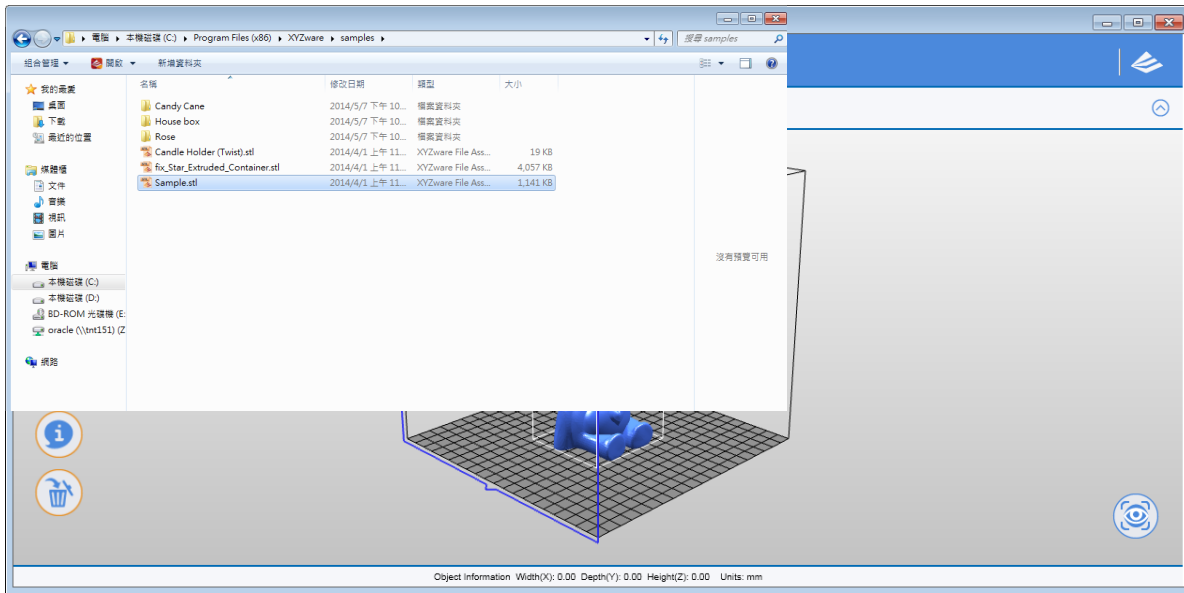 電腦 ▸ 本機磁碟 (C:) ▸ Program Files (x86) ▸ XYZware ▸ samples ▸
搜尋 samples
組合管理 開啟 新增資料夾
名稱 修改日期 類型 大小
我的最愛
桌面
下載
最近的位置
媒體櫃
文件
音樂
視訊
圖片
電腦
本機磁碟 (C:)
本機磁碟 (D:)
BD-ROM 光碟機 (E:
oracle (\\tnt151) (Z
網路
Candy Cane 2014/5/7 下午 10... 檔案資料夾
House box 2014/5/7 下午 10... 檔案資料夾
Rose 2014/5/7 下午 10... 檔案資料夾
Candle Holder (Twist).stl 2014/4/1 上午 11... XYZware File Ass... 19 KB
fix_Star_Extruded_Container.stl 2014/4/1 上午 11... XYZware File Ass... 4,057 KB
Sample.stl 2014/4/1 上午 11... XYZware File Ass... 1,141 KB
沒有預覽可用
Object Information Width(X): 0.00 Depth(Y): 0.00 Height(Z): 0.00 Units: mm